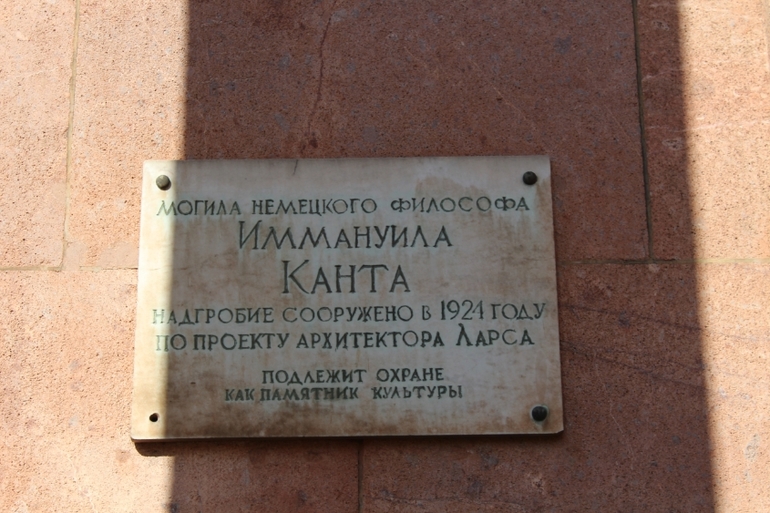 МОГИЛА НЕМЕЦКОГО ФИЛОСОФА
ИММАНУИЛА
КАНТА
НАДГРОБИЕ СООРУЖЕНО В 1924 ГОДУ
ПО ПРОЕКТУ АРХИТЕКТОРА ЛАРСА
ПОДЛЕЖИТ ОХРАНЕ
КАК ПАМЯТНИК КУЛЬТУРЫ